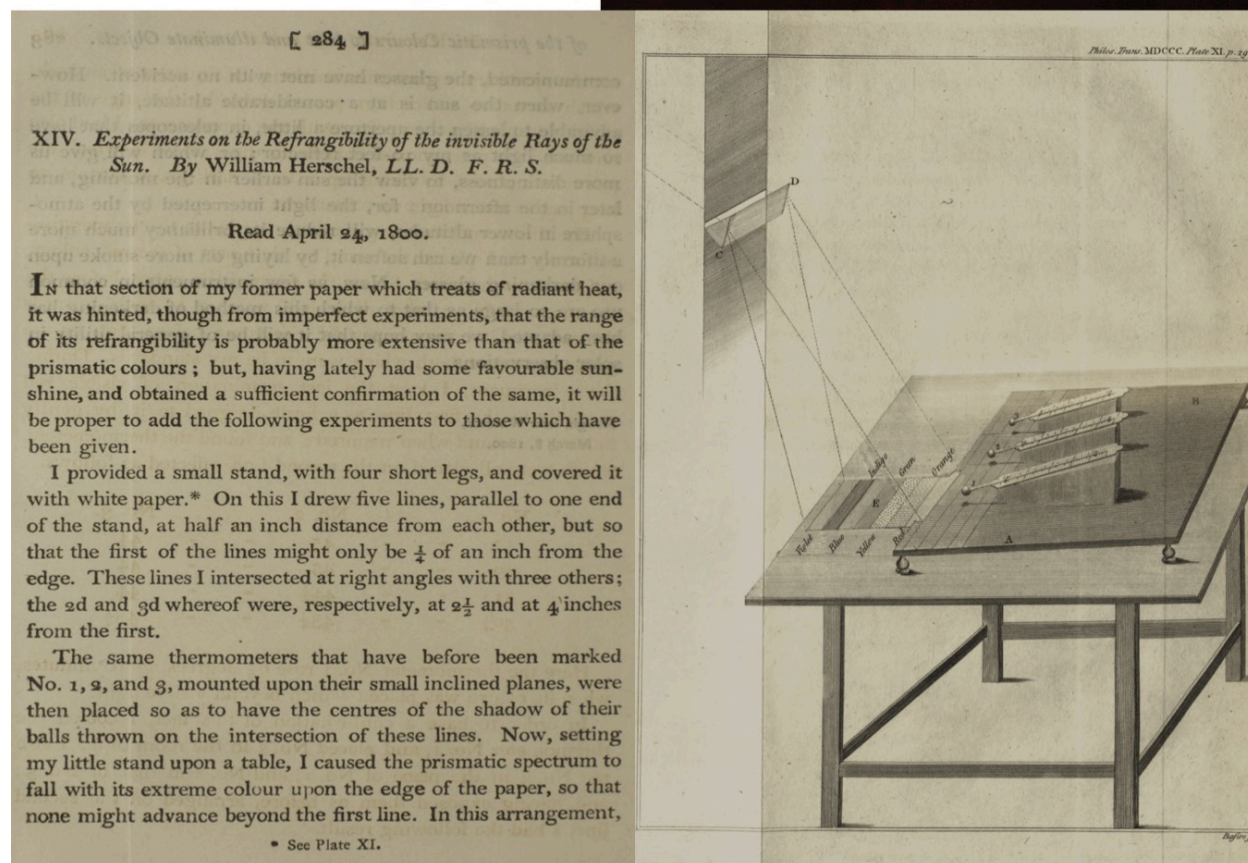 [ 284 ]
XIV. Experiments on the Refrangibility of the invisible Rays of the
Sun. By William Herschel, LL. D. F. R. S.
Read April 24, 1800.
IN that section of my former paper which treats of radiant heat,
it was hinted, though from imperfect experiments, that the range
of its refrangibility is probably more extensive than that of the
prismatic colours ; but, having lately had some favourable sun-
shine, and obtained a sufficient confirmation of the same, it will
be proper to add the following experiments to those which have
been given.
I provided a small stand, with four short legs, and covered it
with white paper.* On this I drew five lines, parallel to one end
of the stand, at half an inch distance from each other, but so
that the first of the lines might only be ¼ of an inch from the
edge. These lines I intersected at right angles with three others;
the 2d and 3d whereof were, respectively, at 2½ and at 4 inches
from the first.
The same thermometers that have before been marked
No. 1, 2, and 3, mounted upon their small inclined planes, were
then placed so as to have the centres of the shadow of their
balls thrown on the intersection of these lines. Now, setting
my little stand upon a table, I caused the prismatic spectrum to
fall with its extreme colour upon the edge of the paper, so that
none might advance beyond the first line. In this arrangement,
* See Plate XI.
Philos. Trans. MDCCC. Plate XI. p.
D
C
B
3
2
1
Indigo
Green
Orange
E
Violet
Blue
Yellow
Red
A